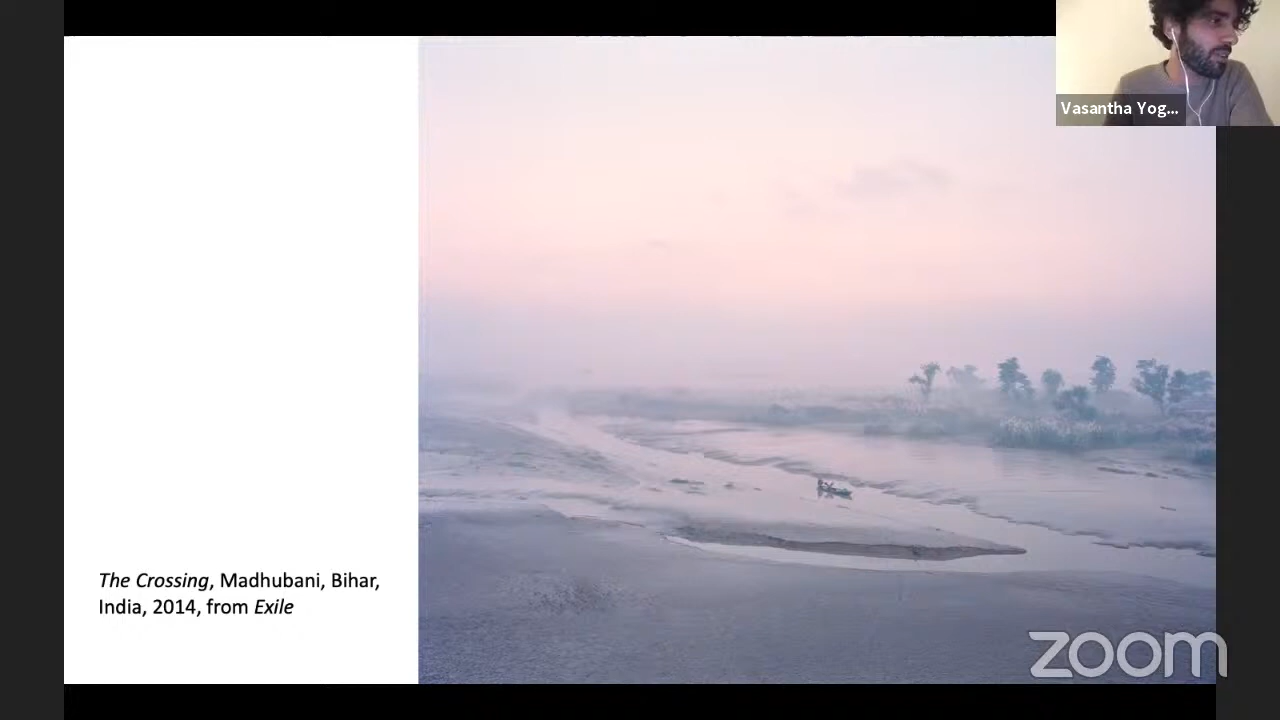 Vasantha Yog...
The Crossing, Madhubani, Bihar,
India, 2014, from Exile
zoom